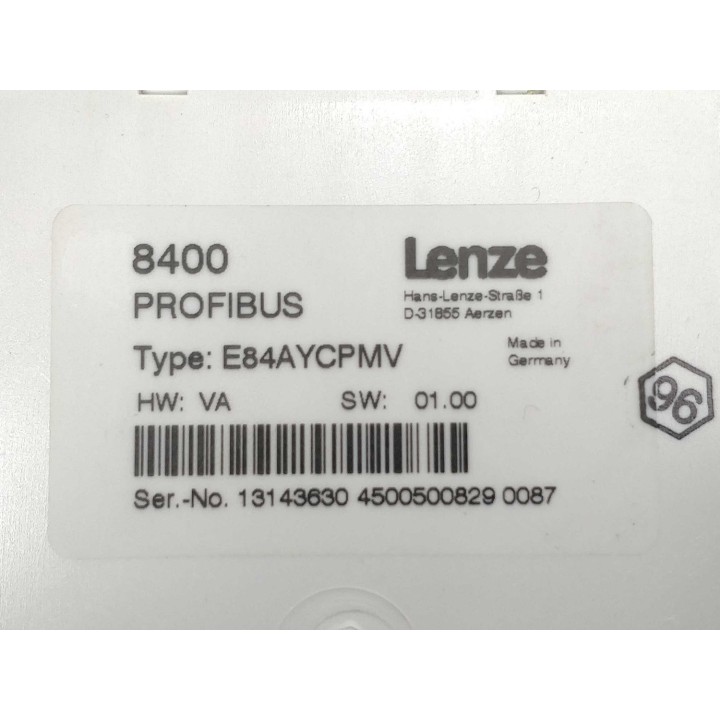 8400
PROFIBUS
Lenze
Hans-Lenze-Straße 1
D-31855 Aerzen
Type: E84AYCPMV
Made in
Germany
HW: VA SW: 01.00
Ser.-No. 13143630 4500500829 0087
96